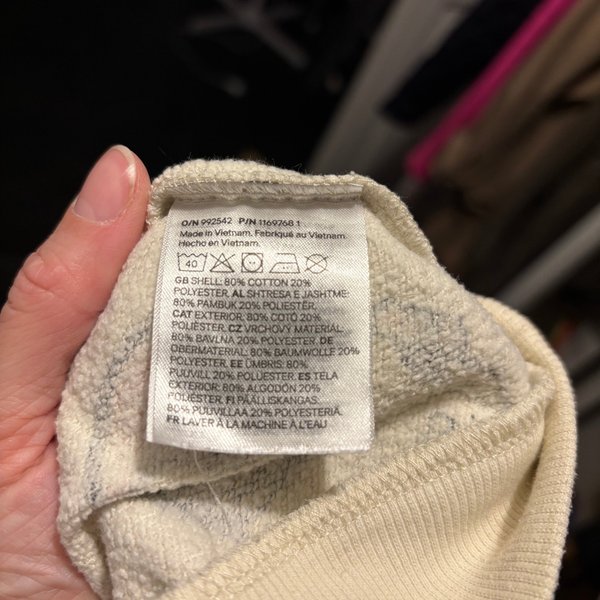 O/N 992542 P/N 1169768 1
Made in Vietnam. Fabriqué au Vietnam.
Hecho en Vietnam.
40
GB SHELL: 80% COTTON 20%
POLYESTER. AL SHTRESA E JASHTME:
80% PAMBUK 20% POLIESTËR.
CAT EXTERIOR: 80% COTÓ 20%
POLIÈSTER. CZ VRCHOVÝ MATERIÁL:
80% BAVLNA 20% POLYESTER. DE
OBERMATERIAL: 80% BAUMWOLLE 20%
POLYESTER. EE ÜMBRIS: 80%
PUUVILL 20% POLÜESTER. ES TELA
EXTERIOR: 80% ALGODÓN 20%
POLIÉSTER. FI PÄÄLLISKANGAS:
80% PUUVILLAA 20% POLYESTERIÄ.
FR LAVER À LA MACHINE À L'EAU